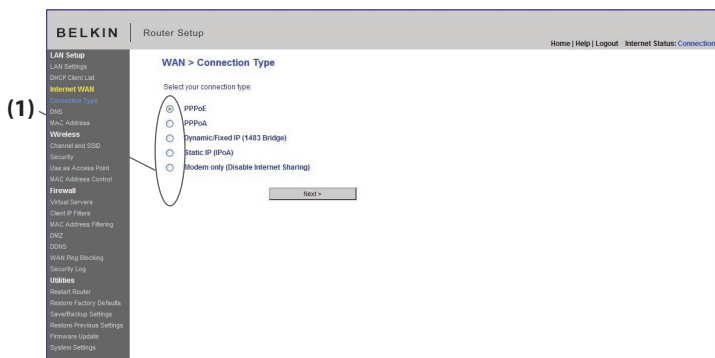 BELKIN | Router Setup
Home | Help | Logout Internet Status: Connection
LAN Setup
LAN Settings
DHCP Client List
Internet WAN
Connection Type
DNS
MAC Address
Wireless
Channel and SSID
Security
Use as Access Point
MAC Address Control
Firewall
Virtual Servers
Client IP Filters
MAC Address Filtering
DMZ
DDNS
WAN Ping Blocking
Security Log
Utilities
Restart Router
Restore Factory Defaults
Save/Backup Settings
Restore Previous Settings
Firmware Update
System Settings
(1)
WAN > Connection Type
Select your connection type:
PPPoE
PPPoA
Dynamic/Fixed IP (1483 Bridge)
Static IP (IPoA)
Modem only (Disable Internet Sharing)
Next >